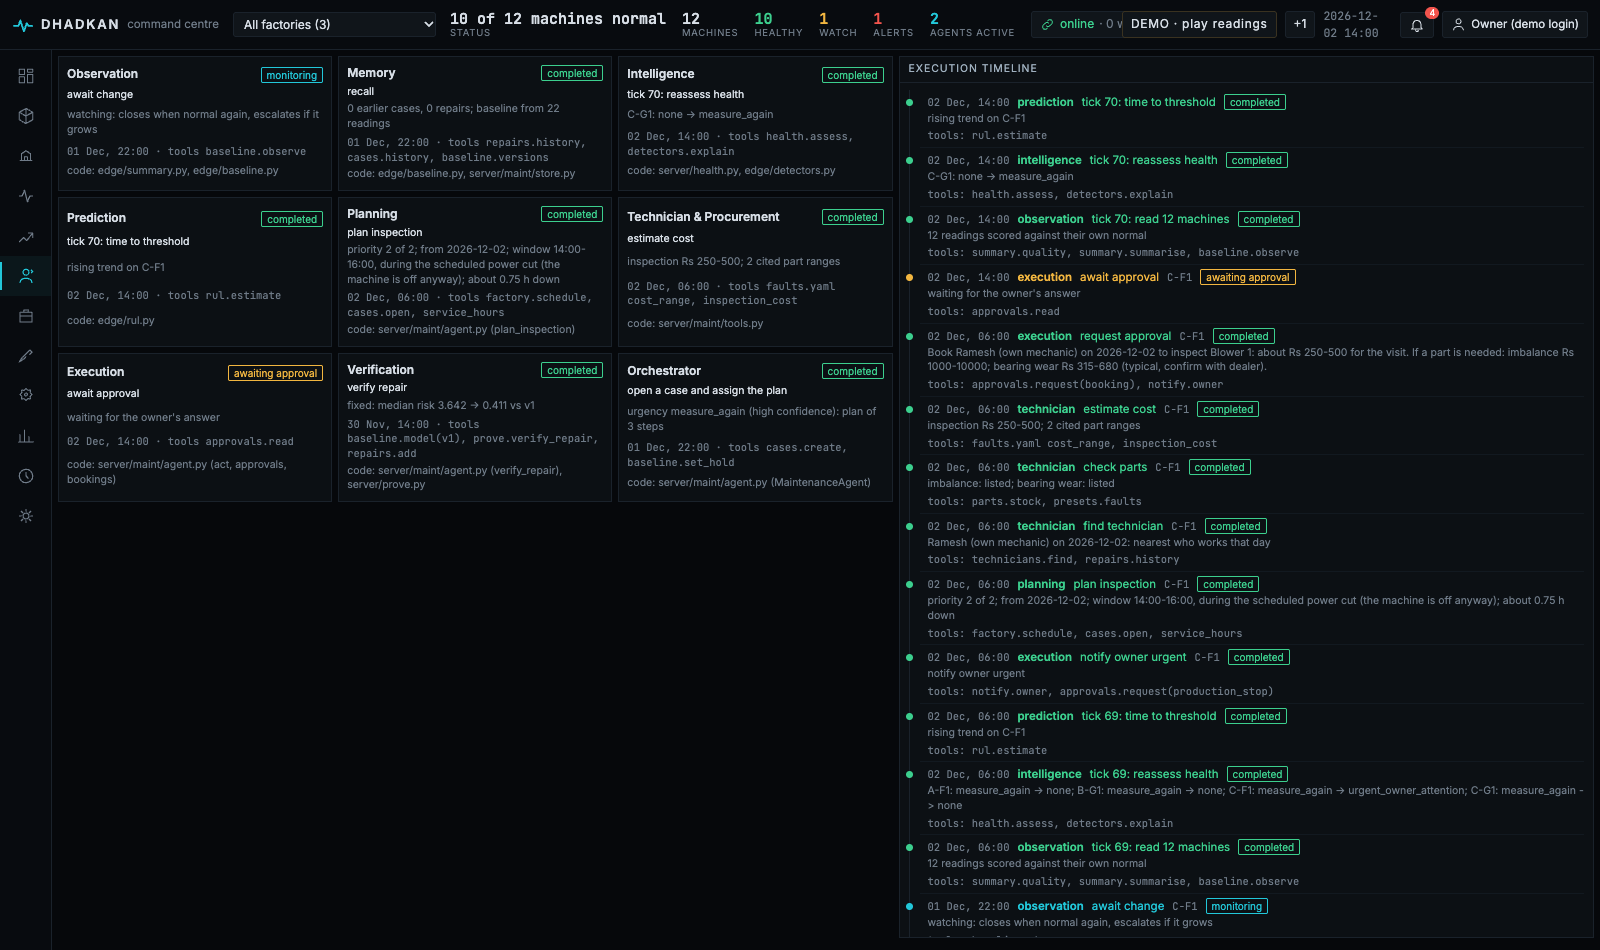 DHADKAN command centre
All factories (3)
10 of 12 machines normal
STATUS
12
MACHINES
10
HEALTHY
1
WATCH
1
ALERTS
2
AGENTS ACTIVE
online · 0
DEMO · play readings
+1
2026-12-
02 14:00
4
Owner (demo login)
Observation
monitoring
await change
watching: closes when normal again, escalates if it
grows
01 Dec, 22:00 · tools baseline.observe
code: edge/summary.py, edge/baseline.py
Memory
completed
recall
0 earlier cases, 0 repairs; baseline from 22
readings
01 Dec, 22:00 · tools repairs.history,
cases.history, baseline.versions
code: edge/baseline.py, server/maint/store.py
Intelligence
completed
tick 70: reassess health
C-G1: none → measure_again
02 Dec, 14:00 · tools health.assess,
detectors.explain
code: server/health.py, edge/detectors.py
Prediction
completed
tick 70: time to threshold
rising trend on C-F1
02 Dec, 14:00 · tools rul.estimate
code: edge/rul.py
Planning
completed
plan inspection
priority 2 of 2; from 2026-12-02; window 14:00-
16:00, during the scheduled power cut (the
machine is off anyway); about 0.75 h down
02 Dec, 06:00 · tools factory.schedule,
cases.open, service_hours
code: server/maint/agent.py (plan_inspection)
Technician & Procurement
completed
estimate cost
inspection Rs 250-500; 2 cited part ranges
02 Dec, 06:00 · tools faults.yaml
cost_range, inspection_cost
code: server/maint/tools.py
Execution
awaiting approval
await approval
waiting for the owner's answer
02 Dec, 14:00 · tools approvals.read
code: server/maint/agent.py (act, approvals,
bookings)
Verification
completed
verify repair
fixed: median risk 3.642 → 0.411 vs v1
30 Nov, 14:00 · tools
baseline.model(v1), prove.verify_repair,
repairs.add
code: server/maint/agent.py (verify_repair),
server/prove.py
Orchestrator
completed
open a case and assign the plan
urgency measure_again (high confidence): plan of
3 steps
01 Dec, 22:00 · tools cases.create,
baseline.set_hold
code: server/maint/agent.py (MaintenanceAgent)
EXECUTION TIMELINE
02 Dec, 14:00 prediction tick 70: time to threshold completed
rising trend on C-F1
tools: rul.estimate
02 Dec, 14:00 intelligence tick 70: reassess health completed
C-G1: none → measure_again
tools: health.assess, detectors.explain
02 Dec, 14:00 observation tick 70: read 12 machines completed
12 readings scored against their own normal
tools: summary.quality, summary.summarise, baseline.observe
02 Dec, 14:00 execution await approval C-F1 awaiting approval
waiting for the owner's answer
tools: approvals.read
02 Dec, 06:00 execution request approval C-F1 completed
Book Ramesh (own mechanic) on 2026-12-02 to inspect Blower 1: about Rs 250-500 for the visit. If a part is needed: imbalance Rs
1000-10000; bearing wear Rs 315-680 (typical, confirm with dealer).
tools: approvals.request(booking), notify.owner
02 Dec, 06:00 technician estimate cost C-F1 completed
inspection Rs 250-500; 2 cited part ranges
tools: faults.yaml cost_range, inspection_cost
02 Dec, 06:00 technician check parts C-F1 completed
imbalance: listed; bearing wear: listed
tools: parts.stock, presets.faults
02 Dec, 06:00 technician find technician C-F1 completed
Ramesh (own mechanic) on 2026-12-02: nearest who works that day
tools: technicians.find, repairs.history
02 Dec, 06:00 planning plan inspection C-F1 completed
priority 2 of 2; from 2026-12-02; window 14:00-16:00, during the scheduled power cut (the machine is off anyway); about 0.75 h
down
tools: factory.schedule, cases.open, service_hours
02 Dec, 06:00 execution notify owner urgent C-F1 completed
notify owner urgent
tools: notify.owner, approvals.request(production_stop)
02 Dec, 06:00 prediction tick 69: time to threshold completed
rising trend on C-F1
tools: rul.estimate
02 Dec, 06:00 intelligence tick 69: reassess health completed
A-F1: measure_again → none; B-G1: measure_again → none; C-F1: measure_again → urgent_owner_attention; C-G1: measure_again -
> none
tools: health.assess, detectors.explain
02 Dec, 06:00 observation tick 69: read 12 machines completed
12 readings scored against their own normal
tools: summary.quality, summary.summarise, baseline.observe
01 Dec, 22:00 observation await change C-F1 monitoring
watching: closes when normal again, escalates if it grows